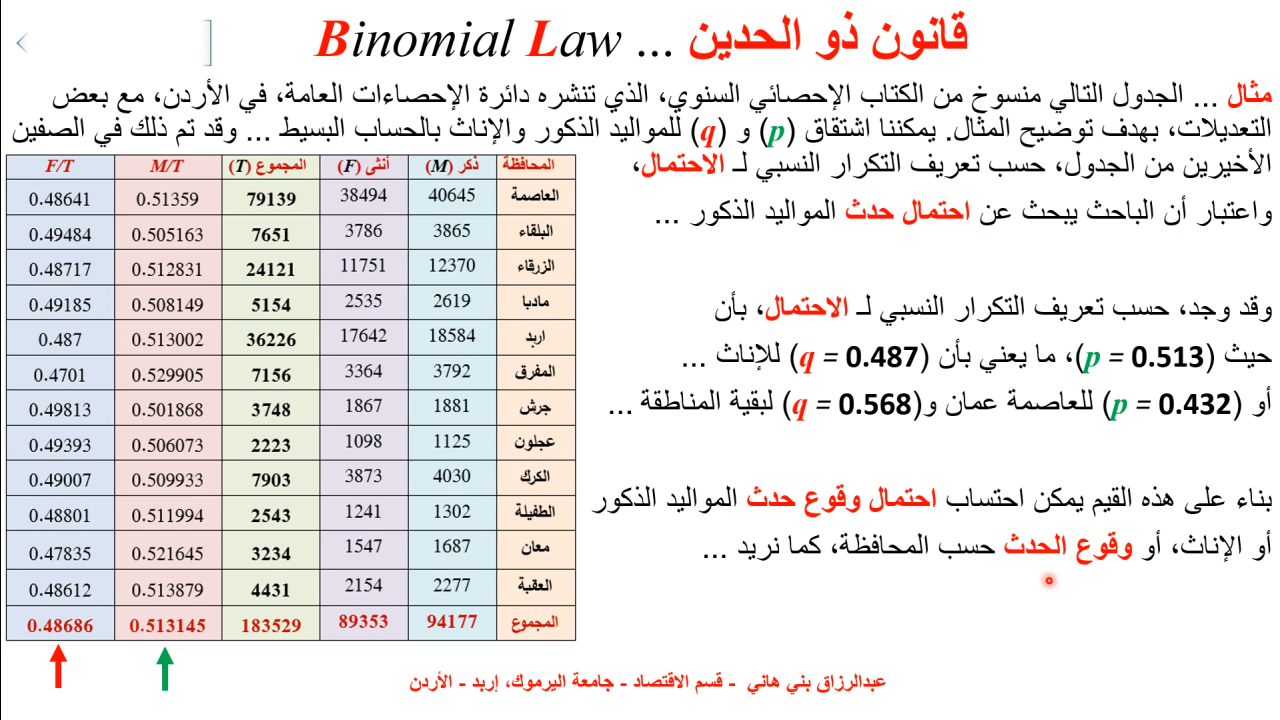 قانون ذو الحدين ... Binomial Law
مثال ... الجدول التالي منسوخ من الكتاب الإحصائي السنوي، الذي تنشره دائرة الإحصاءات العامة، في الأردن، مع بعض
التعديلات، بهدف توضيح المثال. يمكننا اشتقاق (p) و (q) للمواليد الذكور والإناث بالحساب البسيط ... وقد تم ذلك في الصفين
الأخيرين من الجدول، حسب تعريف التكرار النسبي لـ الاحتمال،
واعتبار أن الباحث يبحث عن احتمال حدث المواليد الذكور ...
وقد وجد، حسب تعريف التكرار النسبي لـ الاحتمال، بأن
حيث (p = 0.513)، ما يعني بأن (q = 0.487) للإناث ...
أو (p = 0.432) للعاصمة عمان و(q = 0.568) لبقية المناطقة ...
بناء على هذه القيم يمكن احتساب احتمال وقوع حدث المواليد الذكور
أو الإناث، أو وقوع الحدث حسب المحافظة، كما نريد ...
المحافظة ذكر (M) أنثى (F) المجموع (T) M/T F/T
العاصمة 40645 38494 79139 0.51359 0.48641
البلقاء 3865 3786 7651 0.505163 0.49484
الزرقاء 12370 11751 24121 0.512831 0.48717
مادبا 2619 2535 5154 0.508149 0.49185
اربد 18584 17642 36226 0.513002 0.487
المفرق 3792 3364 7156 0.529905 0.4701
جرش 1881 1867 3748 0.501868 0.49813
عجلون 1125 1098 2223 0.506073 0.49393
الكرك 4030 3873 7903 0.509933 0.49007
الطفيلة 1302 1241 2543 0.511994 0.48801
معان 1687 1547 3234 0.521645 0.47835
العقبة 2277 2154 4431 0.513879 0.48612
المجموع 94177 89353 183529 0.513145 0.48686
عبدالرزاق بني هاني - قسم الاقتصاد - جامعة اليرموك، إربد - الأردن